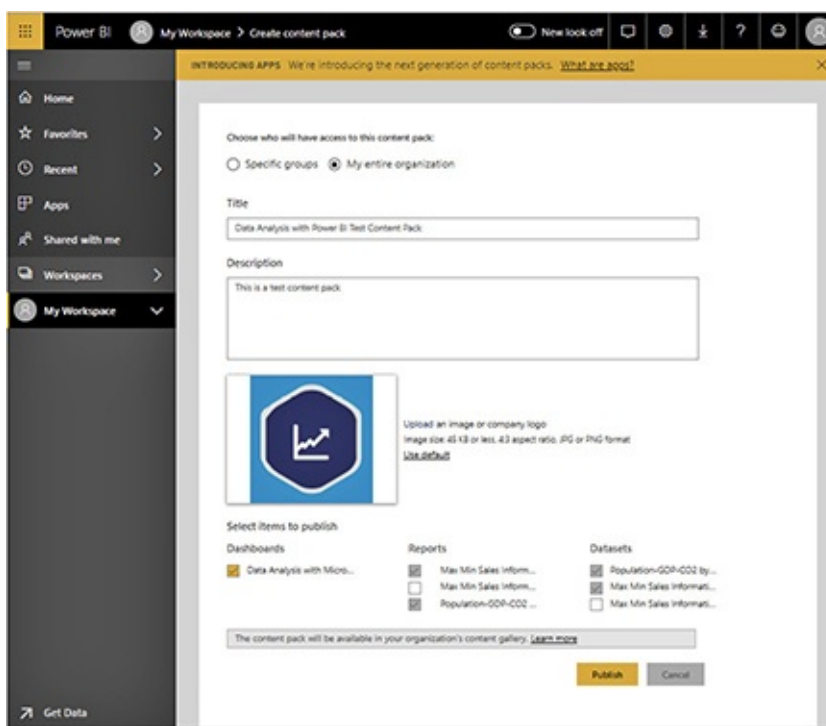 Power BI
My Workspace > Create content pack
New look off
?
INTRODUCING APPS We're introducing the next generation of content packs. What are apps?
Home
Favorites
Recent
Apps
Shared with me
Workspaces
My Workspace
Get Data
Choose who will have access to this content pack:
Specific groups
My entire organization
Title
Data Analysis with Power BI Test Content Pack
Description
This is a test content pack
Upload an image or company logo
Image size: 45 KB or less, 4:3 aspect ratio, JPG or PNG format
Use default
Select items to publish
Dashboards
Data Analysis with Micro...
Reports
Max Min Sales Inform...
Max Min Sales Inform...
Population-GDP-CO2 ...
Datasets
Population-GDP-CO2 by...
Max Min Sales Informati...
Max Min Sales Informati...
The content pack will be available in your organization's content gallery. Learn more
Publish
Cancel